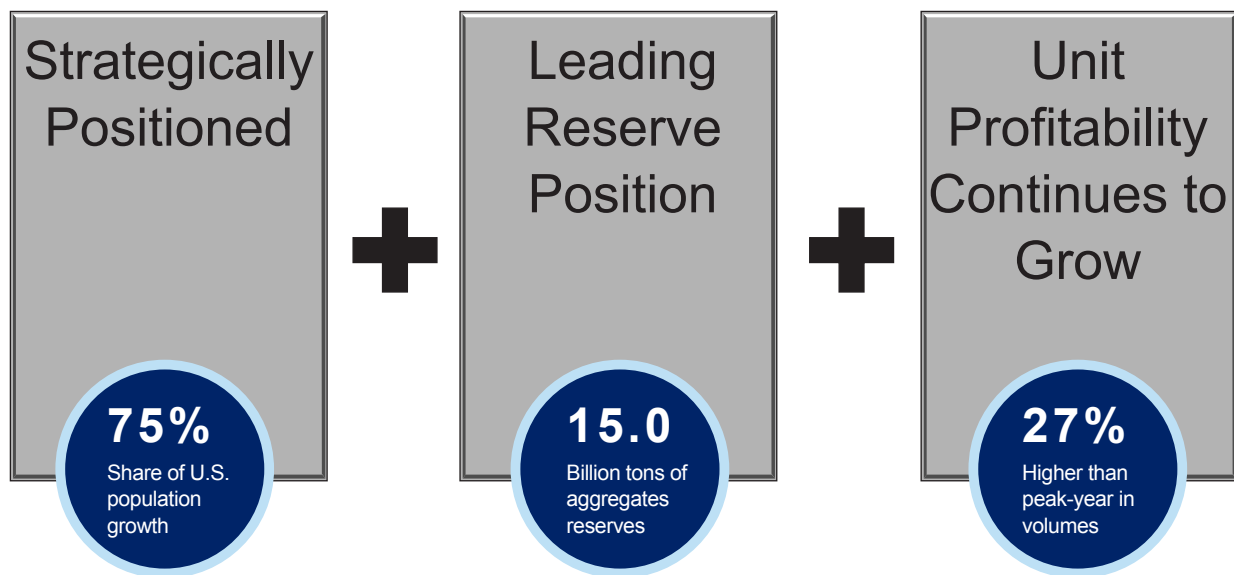 Strategically
Positioned
75%
Share of U.S.
population
growth
Leading
Reserve
Position
15.0
Billion tons of
aggregates
reserves
Unit
Profitability
Continues to
Grow
27%
Higher than
peak-year in
volumes